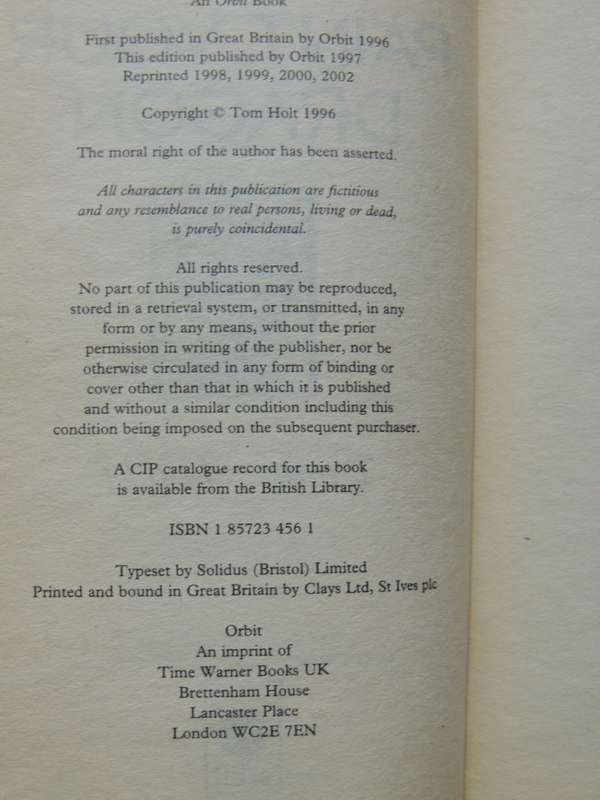 An Orbit Book
First published in Great Britain by Orbit 1996
This edition published by Orbit 1997
Reprinted 1998, 1999, 2000, 2002
Copyright © Tom Holt 1996
The moral right of the author has been asserted.
All characters in this publication are fictitious
and any resemblance to real persons, living or dead,
is purely coincidental.
All rights reserved.
No part of this publication may be reproduced,
stored in a retrieval system, or transmitted, in any
form or by any means, without the prior
permission in writing of the publisher, nor be
otherwise circulated in any form of binding or
cover other than that in which it is published
and without a similar condition including this
condition being imposed on the subsequent purchaser.
A CIP catalogue record for this book
is available from the British Library.
ISBN 1 85723 456 1
Typeset by Solidus (Bristol) Limited
Printed and bound in Great Britain by Clays Ltd, St Ives plc
Orbit
An imprint of
Time Warner Books UK
Brettenham House
Lancaster Place
London WC2E 7EN